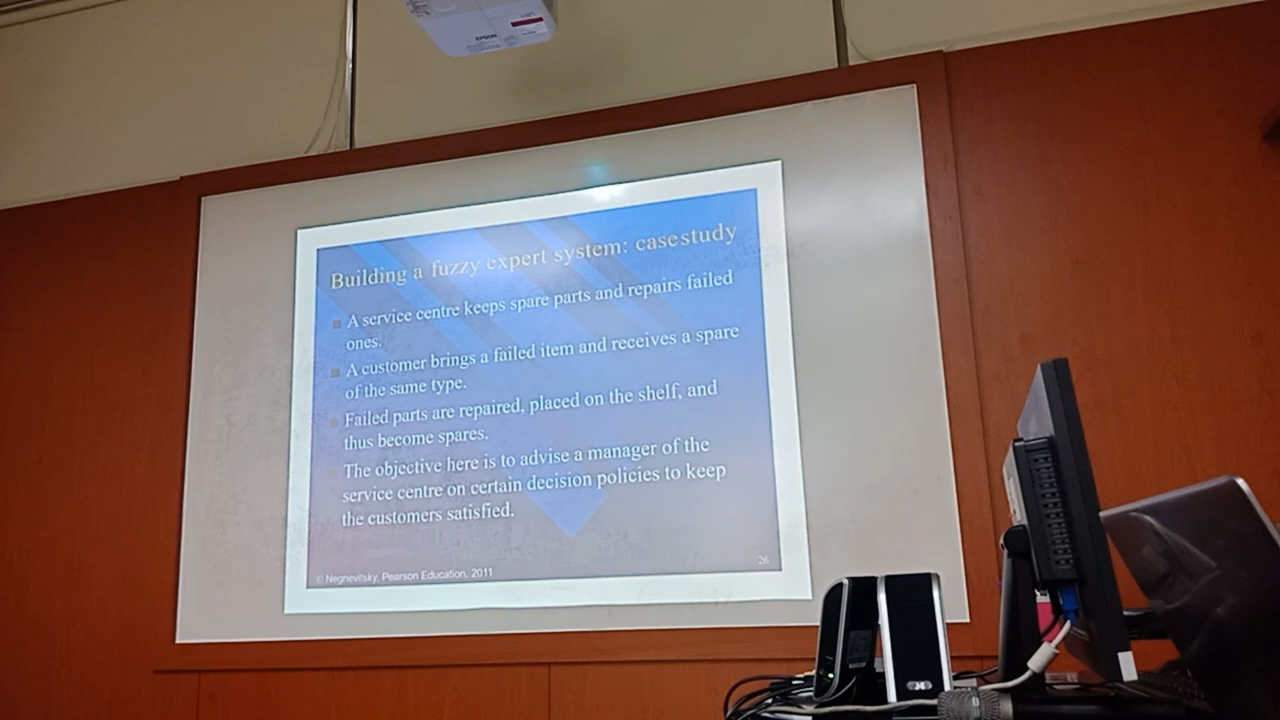 EPSON
Building a fuzzy expert system: case study
A service centre keeps spare parts and repairs failed
ones.
A customer brings a failed item and receives a spare
of the same type.
Failed parts are repaired, placed on the shelf, and
thus become spares.
The objective here is to advise a manager of the
service centre on certain decision policies to keep
the customers satisfied.
© Negnevitsky, Pearson Education, 2011
26